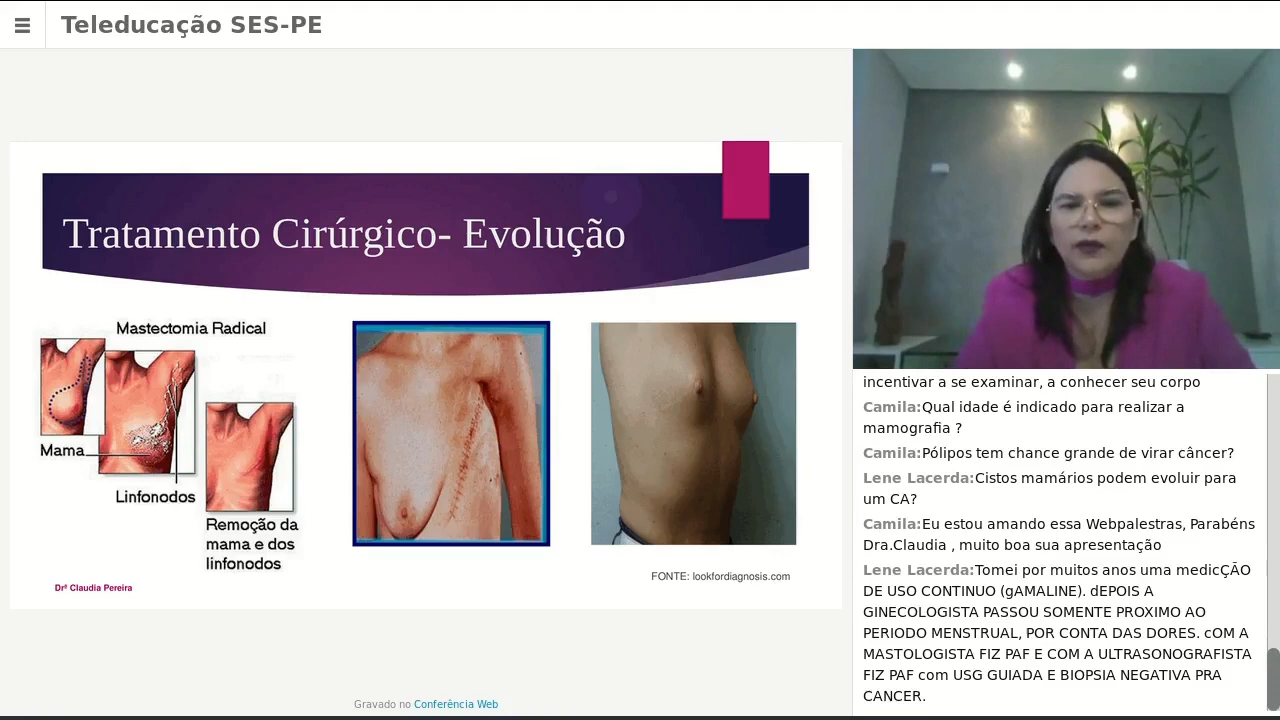 Teleducação SES-PE
Tratamento Cirúrgico- Evolução
Mastectomia Radical
Mama
Linfonodos
Remoção da
mama e dos
linfonodos
FONTE: lookfordiagnosis.com
Drª Claudia Pereira
Gravado no Conferência Web
incentivar a se examinar, a conhecer seu corpo
Camila:Qual idade é indicado para realizar a
mamografia ?
Camila:Pólipos tem chance grande de virar câncer?
Lene Lacerda:Cistos mamários podem evoluir para
um CA?
Camila:Eu estou amando essa Webpalestras, Parabéns
Dra.Claudia , muito boa sua apresentação
Lene Lacerda:Tomei por muitos anos uma medicÇÃO
DE USO CONTINUO (gAMALINE). dEPOIS A
GINECOLOGISTA PASSOU SOMENTE PROXIMO AO
PERIODO MENSTRUAL, POR CONTA DAS DORES. cOM A
MASTOLOGISTA FIZ PAF E COM A ULTRASONOGRAFISTA
FIZ PAF com USG GUIADA E BIOPSIA NEGATIVA PRA
CANCER.